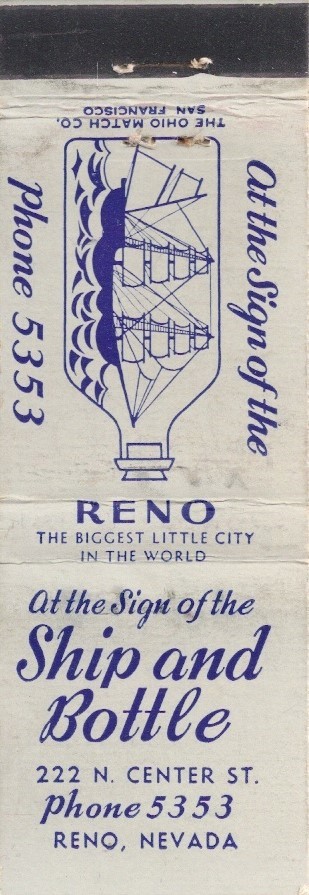 THE OHIO MATCH CO.
SAN FRANCISCO
At the Sign of the
Phone 5353
RENO
THE BIGGEST LITTLE CITY
IN THE WORLD
At the Sign of the
Ship and
Bottle
222 N. CENTER ST.
Phone 5353
RENO, NEVADA